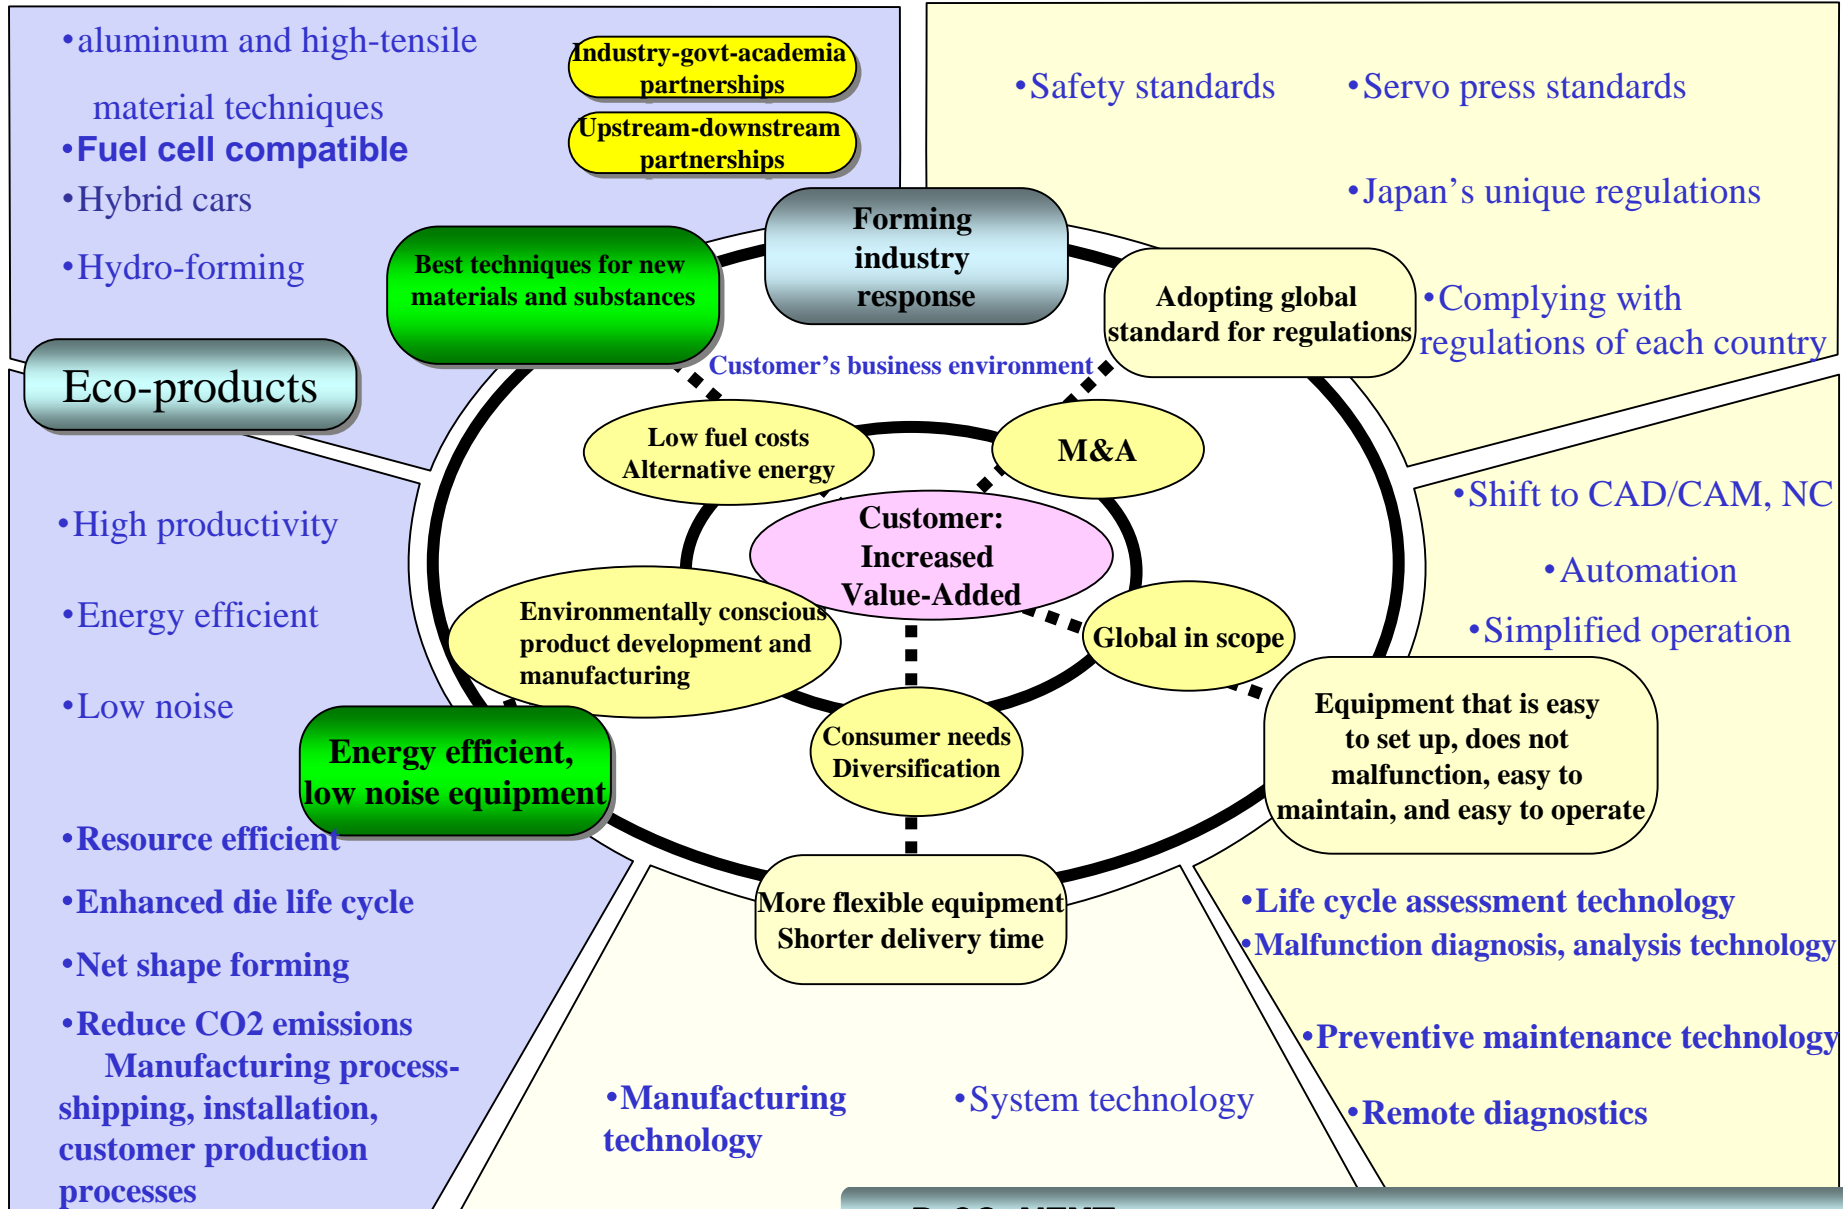 •aluminum and high-tensile
material techniques
•Fuel cell compatible
•Hybrid cars
•Hydro-forming
Industry-govt-academia
partnerships
Upstream-downstream
partnerships
•Safety standards
•Servo press standards
•Japan's unique regulations
•Complying with
regulations of each country
Forming
industry
response
Best techniques for new
materials and substances
Adopting global
standard for regulations
Eco-products
Customer's business environment
Low fuel costs
Alternative energy
M&A
Customer:
Increased
Value-Added
Environmentally conscious
product development and
manufacturing
Global in scope
Consumer needs
Diversification
•High productivity
•Energy efficient
•Low noise
Energy efficient,
low noise equipment
•Resource efficient
•Enhanced die life cycle
•Net shape forming
•Reduce CO2 emissions
Manufacturing process-
shipping, installation,
customer production
processes
•Shift to CAD/CAM, NC
•Automation
•Simplified operation
Equipment that is easy
to set up, does not
malfunction, easy to
maintain, and easy to operate
More flexible equipment
Shorter delivery time
•Life cycle assessment technology
•Malfunction diagnosis, analysis technology
•Preventive maintenance technology
•Remote diagnostics
•Manufacturing
technology
•System technology